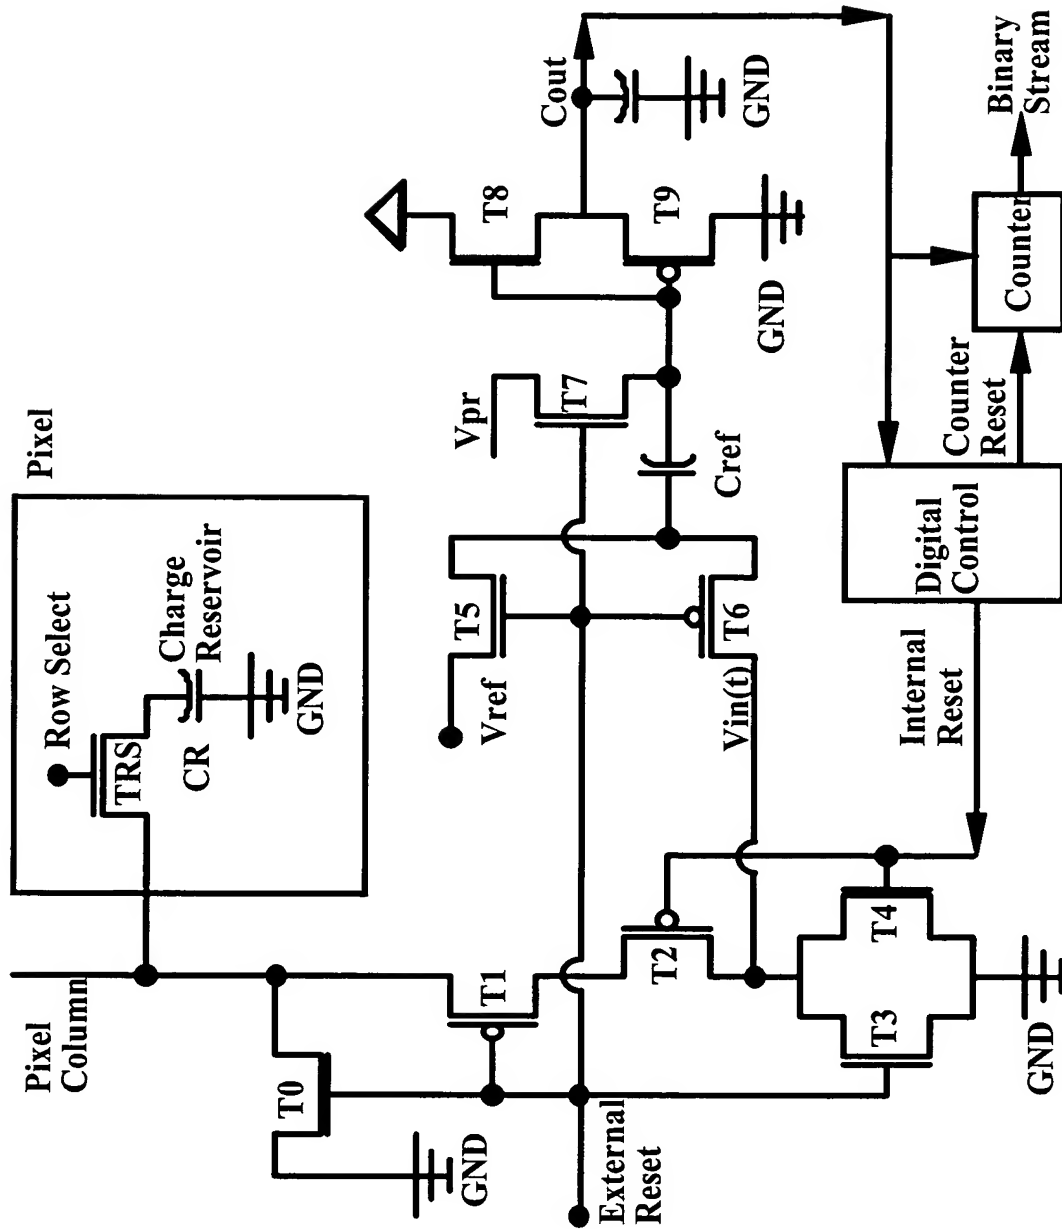 Pixel
Column
T0
GND
External
Reset
T1
T2
T3
T4
GND
Pixel
Row Select
TRS
CR
Charge
Reservoir
GND
Vref
T5
T6
Vin(t)
Internal
Reset
Vpr
T7
Cref
Digital
Control
Counter
Reset
T8
T9
GND
Cout
GND
Counter
Binary
Stream